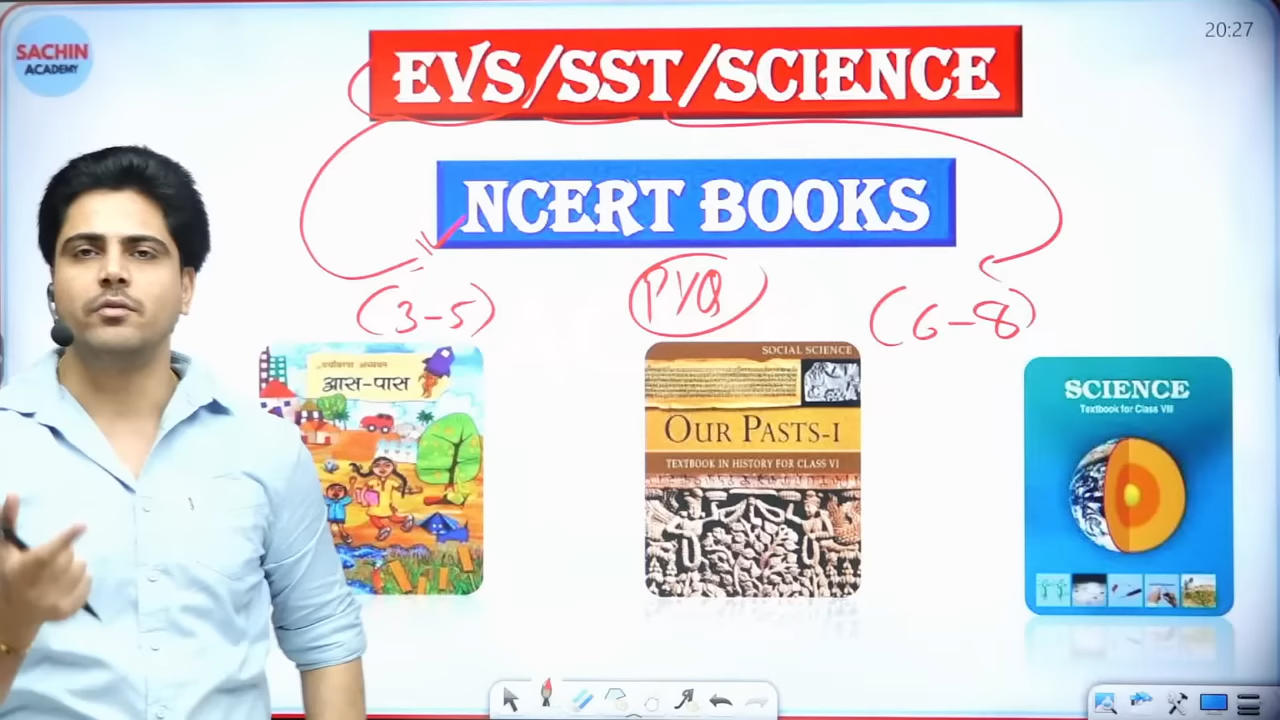 SACHIN
ACADEMY
20:27
EVS/SST/SCIENCE
NCERT BOOKS
(3-5)
PYQ
(6-8)
पर्यावरण अध्ययन
आस-पास
SOCIAL SCIENCE
OUR PASTS-I
TEXTBOOK IN HISTORY FOR CLASS VI
SCIENCE
Textbook for Class VIII